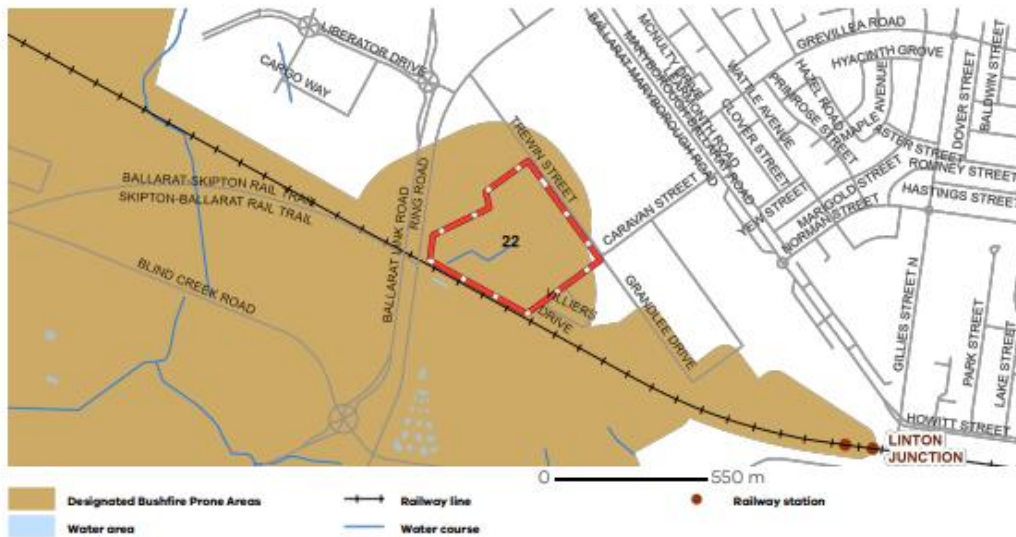 LIBERATOR DRIVE
CARGO WAY
BALLARAT-SKIPTON RAIL TRAIL
SKIPTON-BALLARAT RAIL TRAIL
BLIND CREEK ROAD
BALLARAT LINK ROAD
RING ROAD
TREWIN STREET
22
VILLIERS
DRIVE
CARAVAN STREET
GRANDLEE DRIVE
BALLARAT-MARYBOROUGH ROAD
MARYBOROUGH-BALLARAT ROAD
MCNULTY DRIVE
LEARMONTH ROAD
WATTLE AVENUE
CLOVER STREET
YEW STREET
GREVILLEA ROAD
HYACINTH GROVE
HAZEL ROAD
PRIMROSE STREET
MAPLE AVENUE
ASTER STREET
DOVER STREET
BALDWIN STREET
ROMNEY STREET
HASTINGS STREET
MARIGOLD STREET
NORMAN STREET
GILLIES STREET N
PARK STREET
LAKE STREET
HOWITT STREET
LINTON
JUNCTION
0 550 m
Designated Bushfire Prone Areas
Railway line
Railway station
Water area
Water course